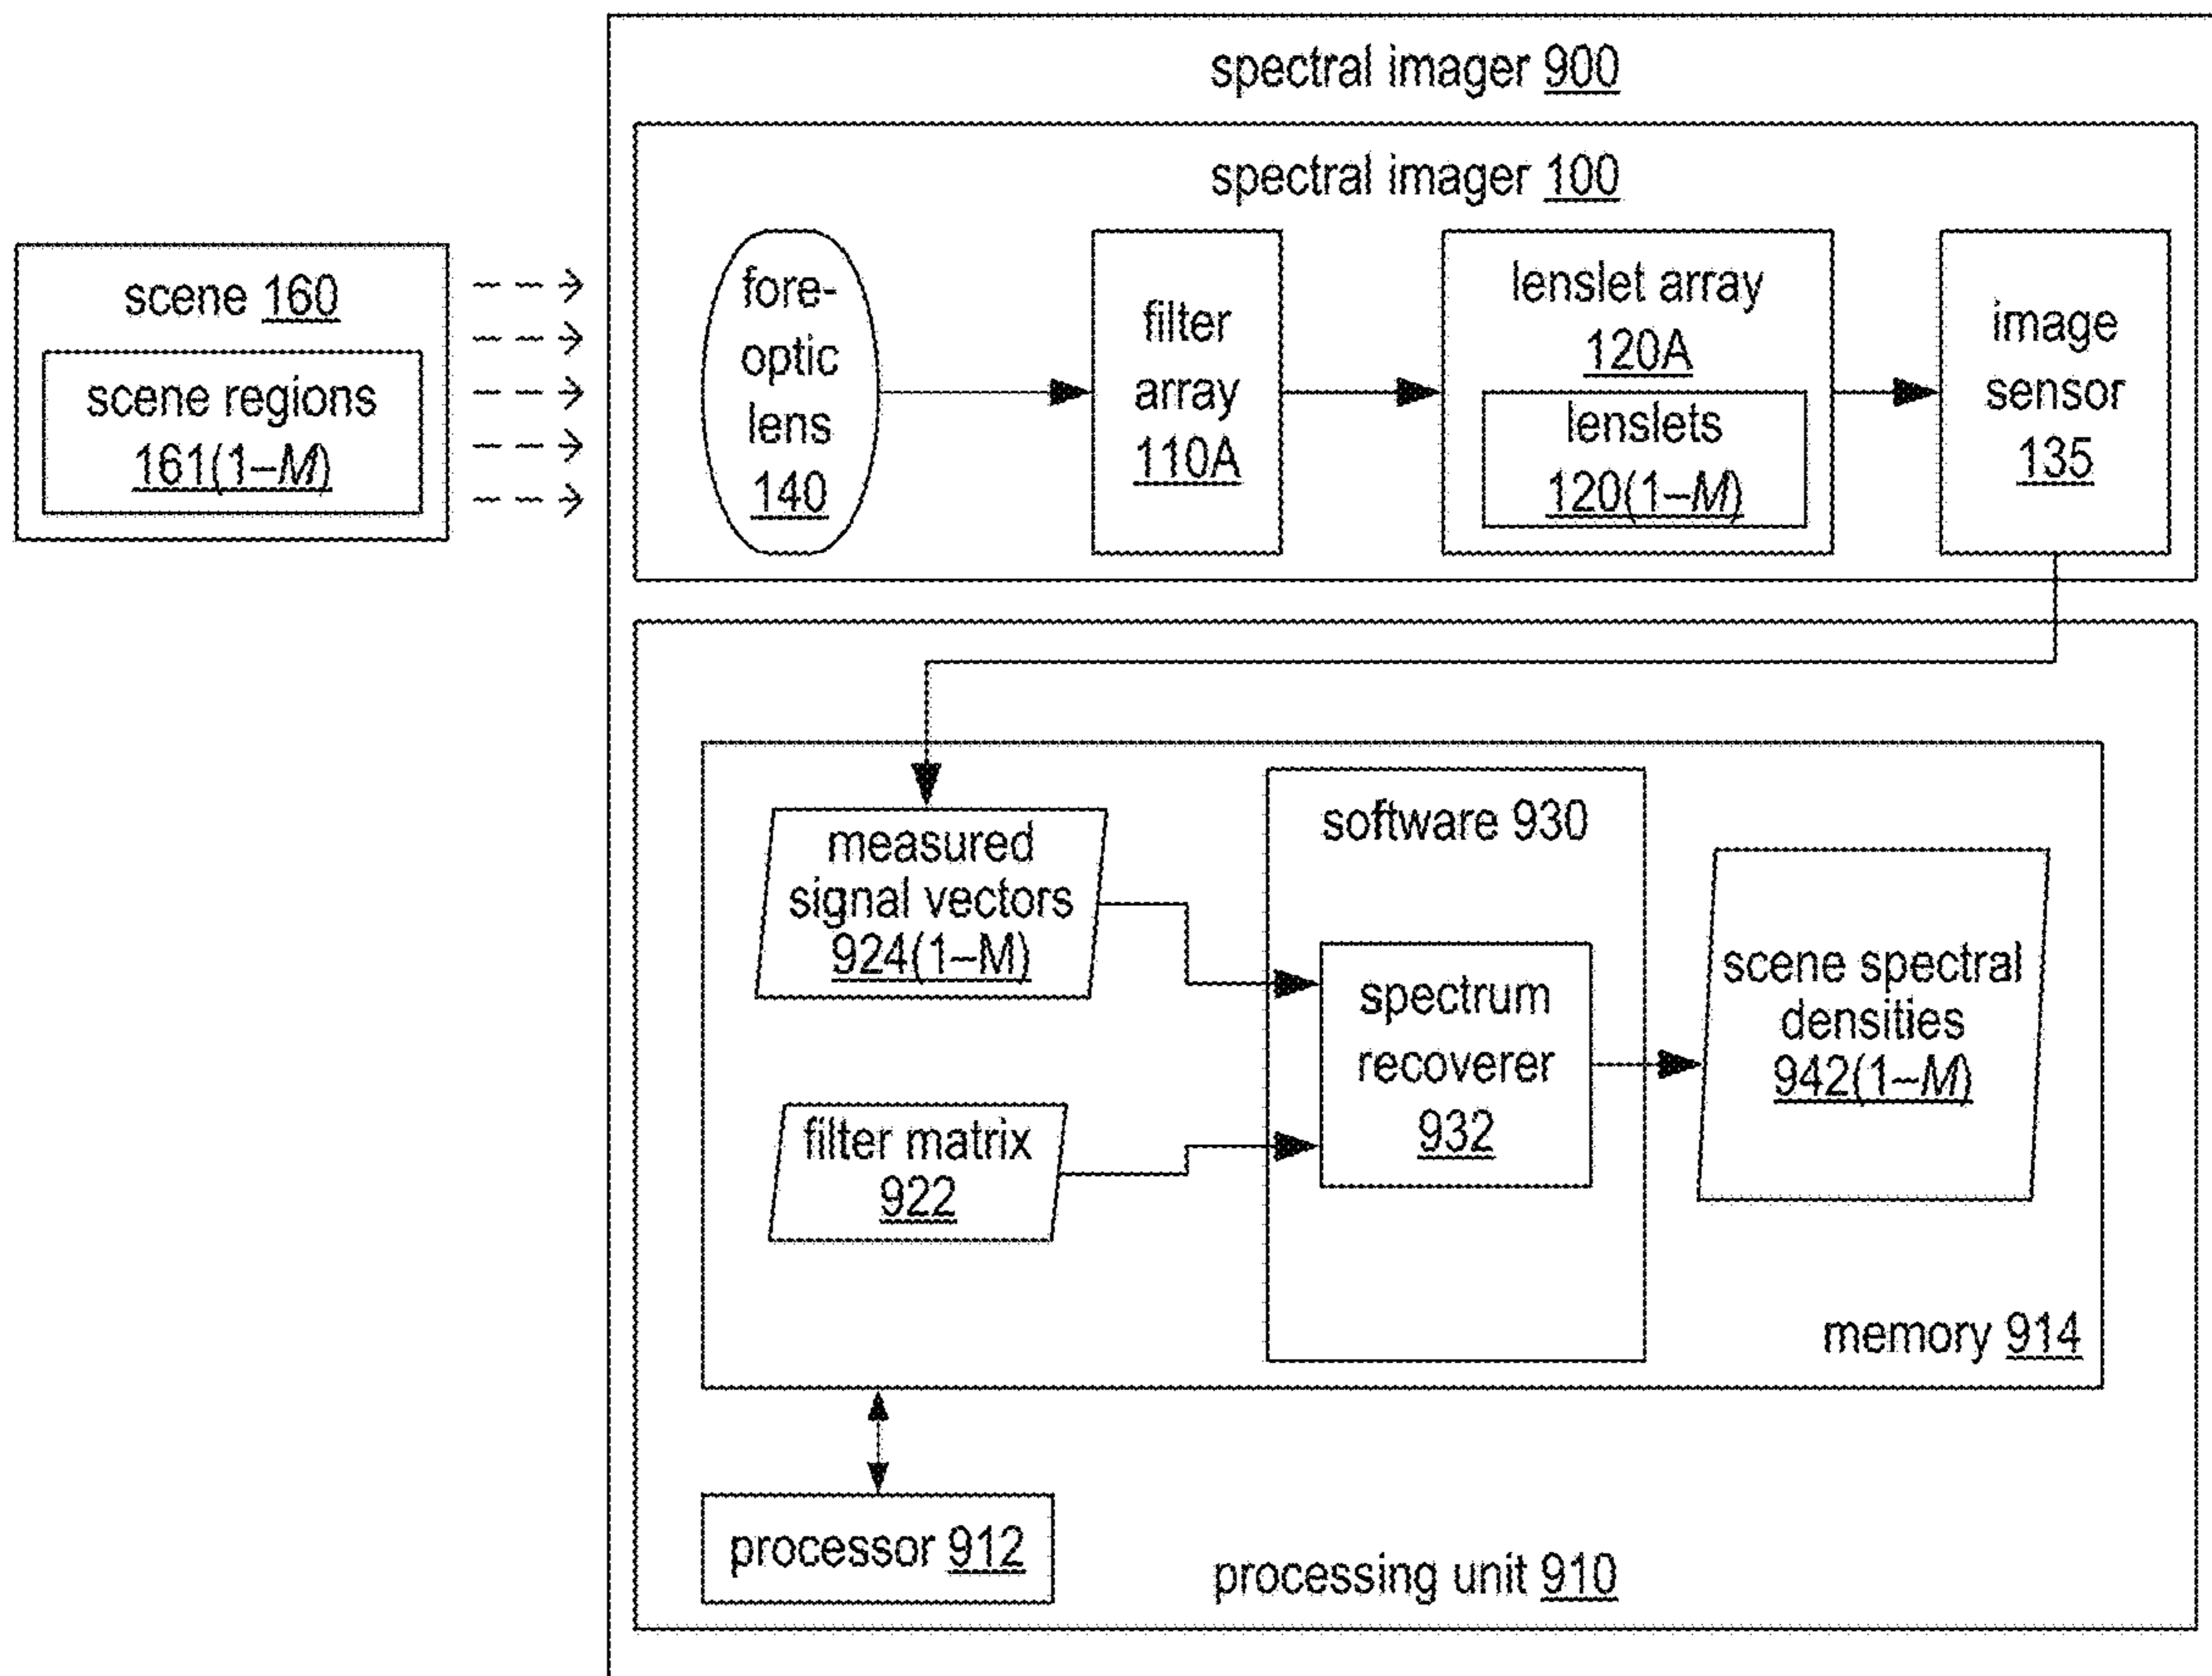 spectral imager 900
spectral imager 100
scene 160
scene regions
161(1–M)
fore-
optic
lens
140
filter
array
110A
lenslet array
120A
lenslets
120(1–M)
image
sensor
135
measured
signal vectors
924(1–M)
filter matrix
922
software 930
spectrum
recoverer
932
scene spectral
densities
942(1–M)
memory 914
processor 912
processing unit 910